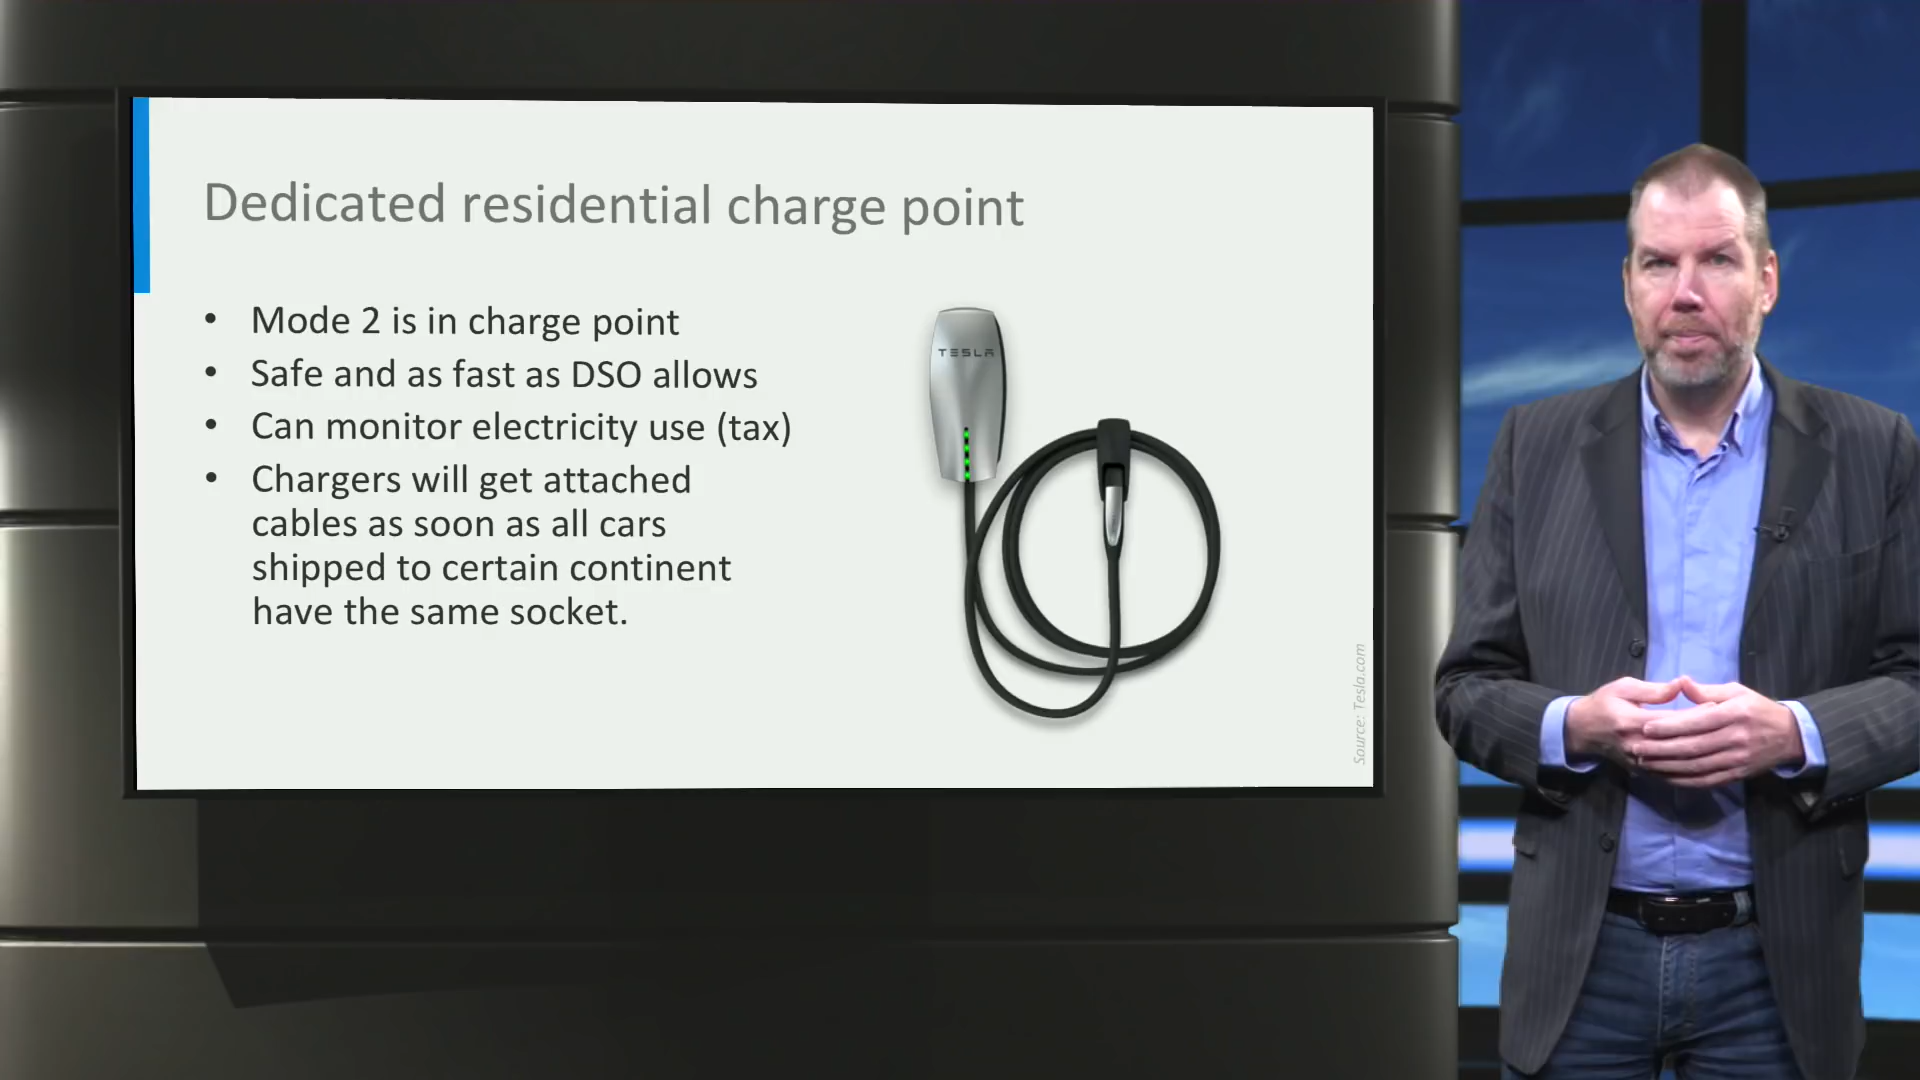 Dedicated residential charge point
• Mode 2 is in charge point
• Safe and as fast as DSO allows
• Can monitor electricity use (tax)
• Chargers will get attached
cables as soon as all cars
shipped to certain continent
have the same socket.
TESLA
Source: Tesla.com